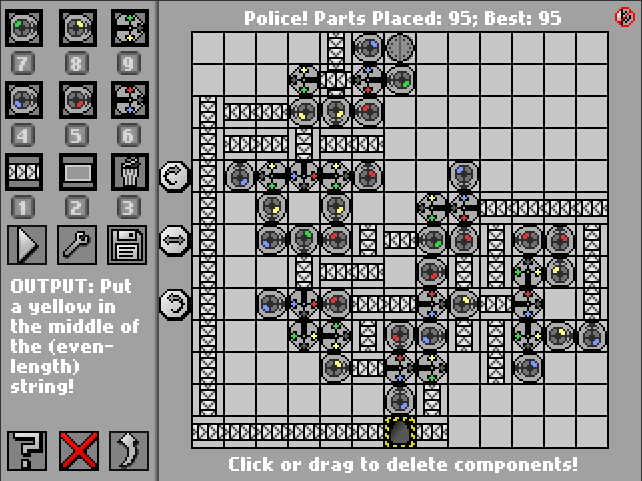 Police! Parts Placed: 95; Best: 95
7 8 9
4 5 6
1 2 3
OUTPUT: Put
a yellow in
the middle of
the (even-
length)
string!
?
Click or drag to delete components!